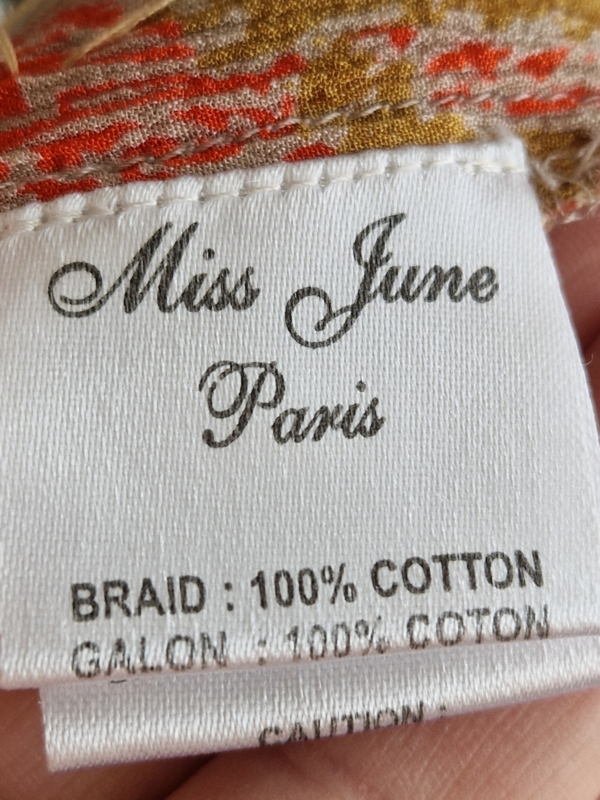 Miss June
Paris
BRAID : 100% COTTON
GALON : 100% COTON
CAUTION :